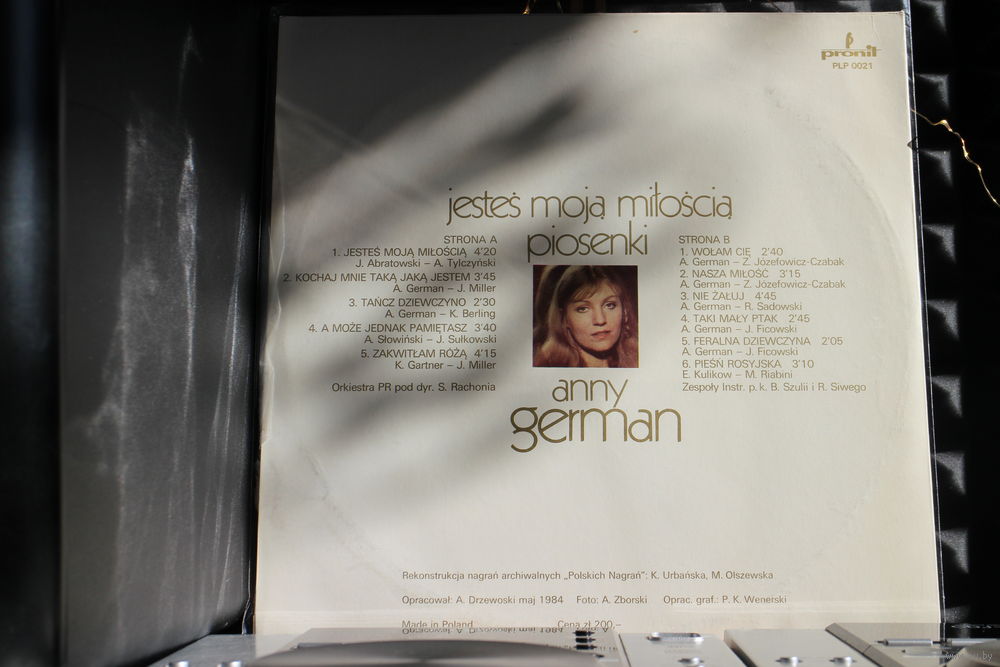 pronit
PLP 0021
jesteś moją miłością
piosenki
STRONA A
1. JESTEŚ MOJĄ MIŁOŚCIĄ 4'20
J. Abratowski – A. Tylczyński
2. KOCHAJ MNIE TAKĄ JAKĄ JESTEM 3'45
A. German – J. Miller
3. TAŃCZ DZIEWCZYNO 2'30
A. German – K. Berling
4. A MOŻE JEDNAK PAMIĘTASZ 3'40
A. Słowiński – J. Sułkowski
5. ZAKWITŁAM RÓŻĄ 4'15
K. Gartner – J. Miller
Orkiestra PR pod dyr. S. Rachonia
STRONA B
1. WOŁAM CIĘ 2'40
A. German – Z. Józefowicz-Czabak
2. NASZA MIŁOŚĆ 3'15
A. German – Z. Józefowicz-Czabak
3. NIE ŻAŁUJ 4'45
A. German – R. Sadowski
4. TAKI MAŁY PTAK 2'45
A. German – J. Ficowski
5. FERALNA DZIEWCZYNA 2'05
A. German – J. Ficowski
6. PIEŚŃ ROSYJSKA 3'10
E. Kulikow – M. Riabini
Zespoły Instr. p. k. B. Szulii i R. Siwego
anny
german
Rekonstrukcja nagrań archiwalnych „Polskich Nagrań": K. Urbańska, M. Olszewska
Opracował: A. Drzewoski maj 1984 Foto: A. Zborski Oprac. graf.: P. K. Wenerski
Made in Poland Cena zł 200,–